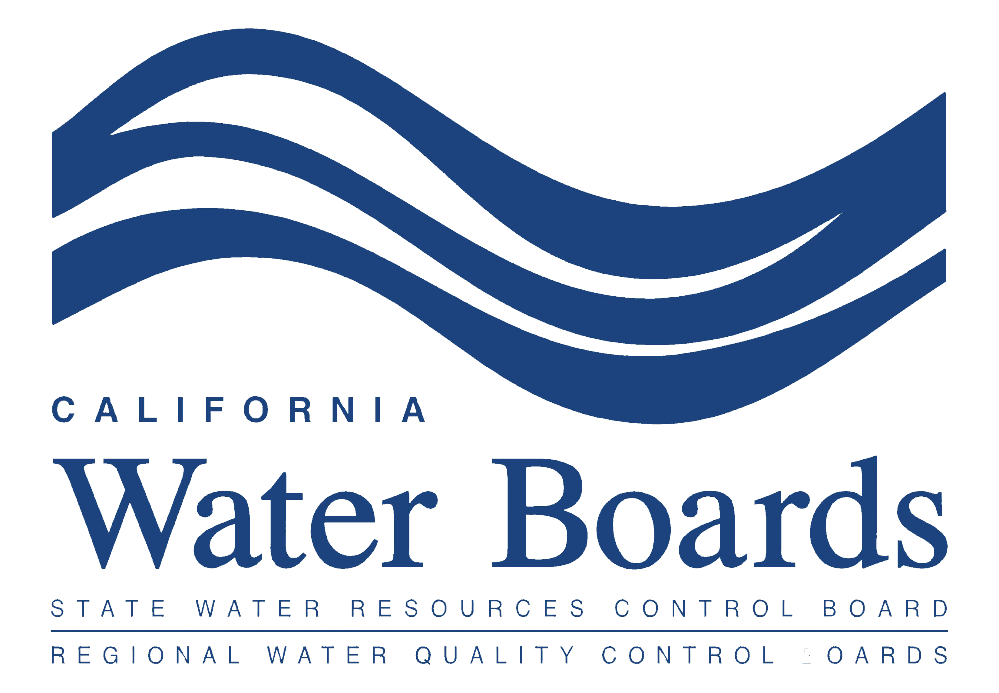 CALIFORNIA
Water Boards
STATE WATER RESOURCES CONTROL BOARD
REGIONAL WATER QUALITY CONTROL OARDS